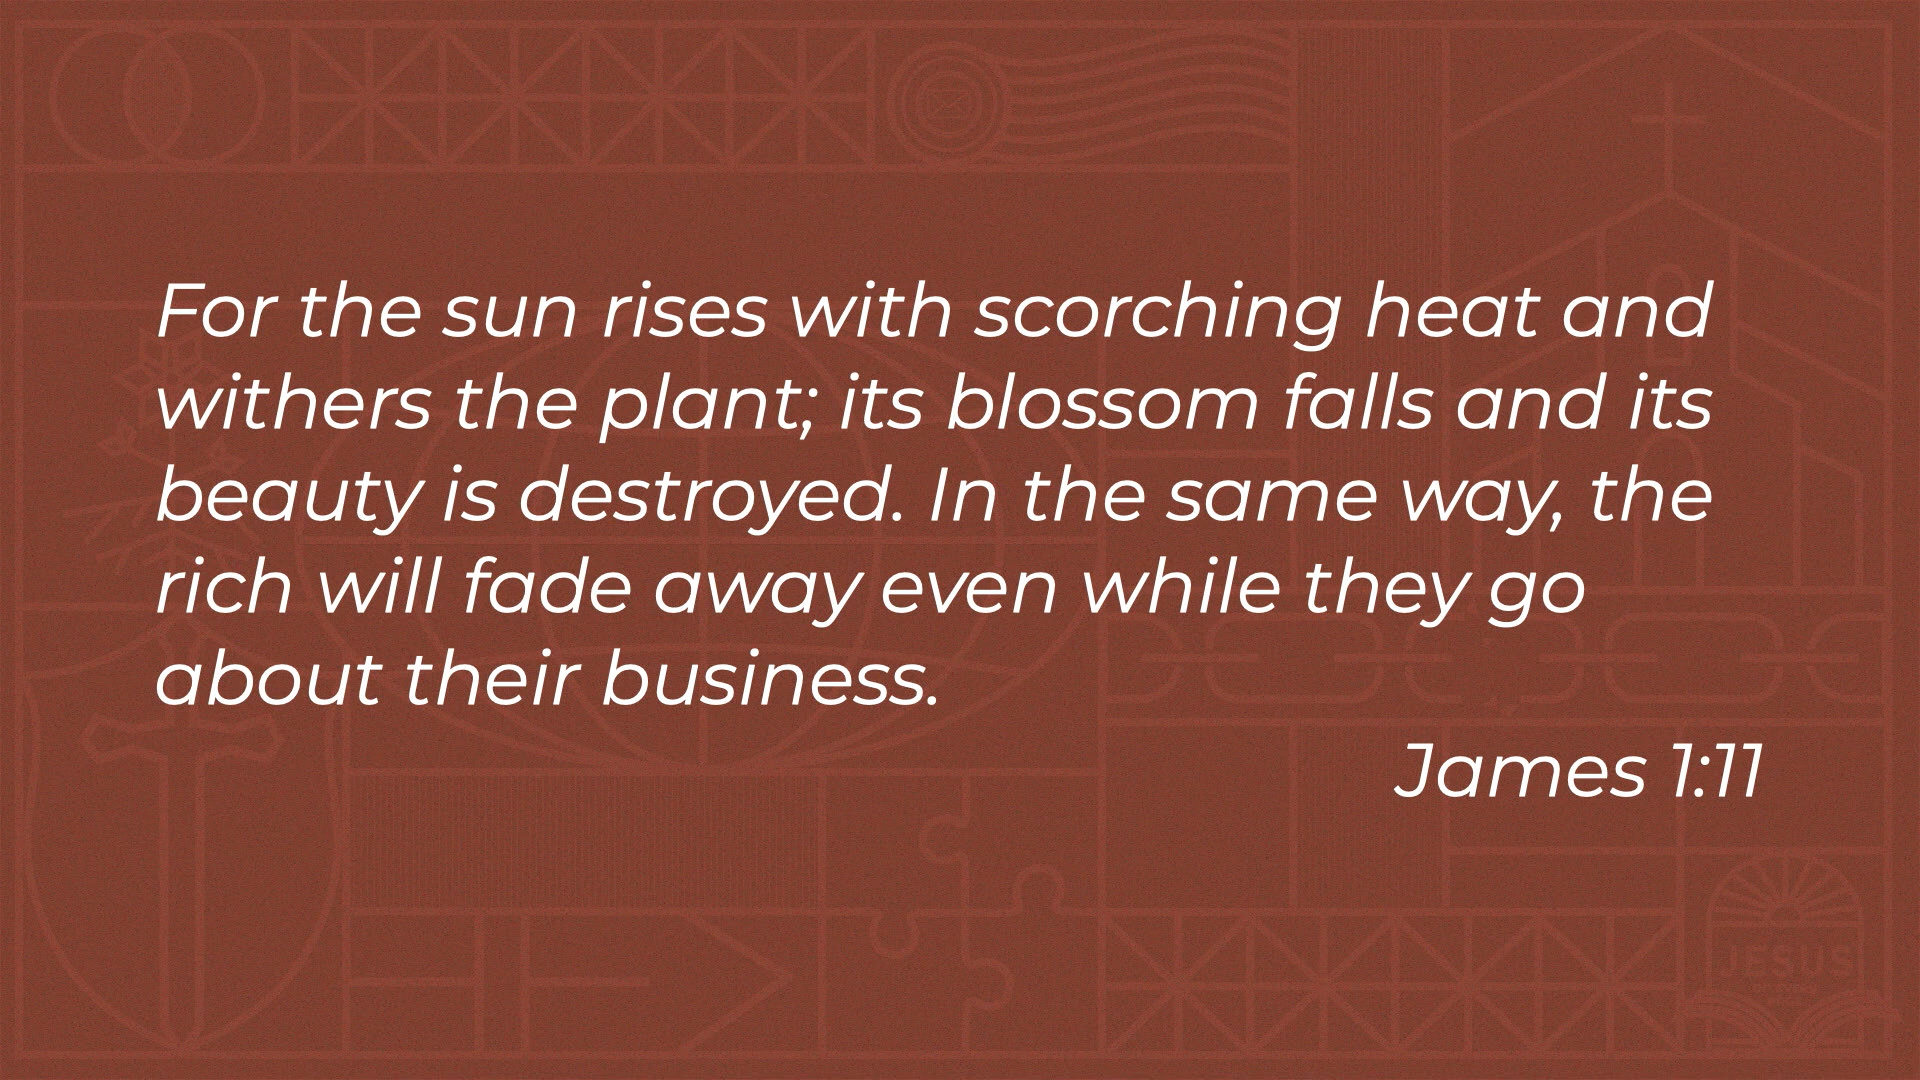 For the sun rises with scorching heat and
withers the plant; its blossom falls and its
beauty is destroyed. In the same way, the
rich will fade away even while they go
about their business.
James 1:11
JESUS